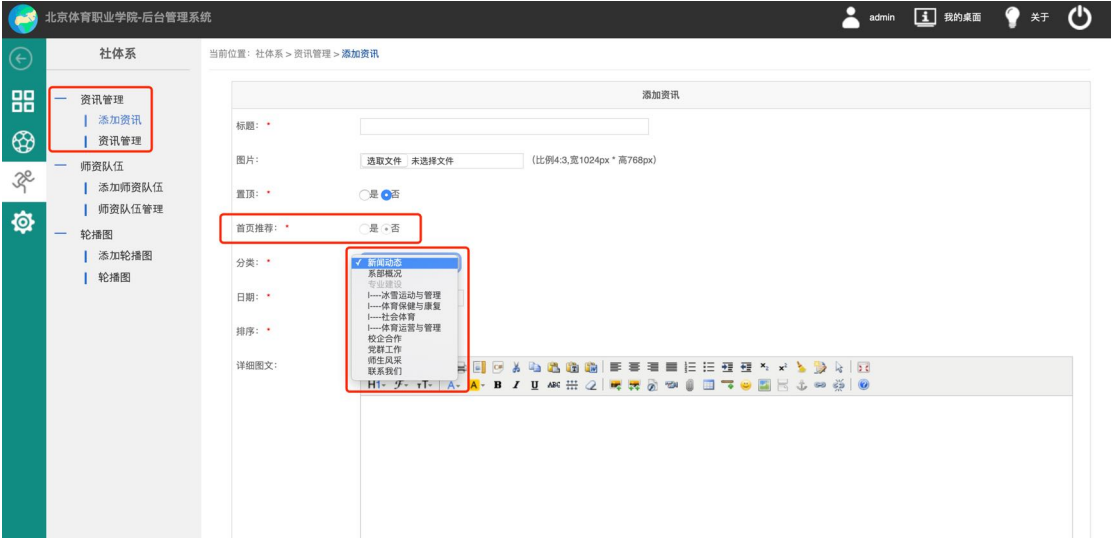 北京体育职业学院-后台管理系统
admin
我的桌面
关于
社体系
当前位置：社体系 > 资讯管理 > 添加资讯
资讯管理
添加资讯
资讯管理
师资队伍
添加师资队伍
师资队伍管理
轮播图
添加轮播图
轮播图
添加资讯
标题： *
图片： 选取文件 未选择文件 (比例4:3,宽1024px * 高768px)
置顶： * 是 否
首页推荐： * 是 否
分类： *
✓ 新闻动态
系部概况
专业建设
|----冰雪运动与管理
|----体育保健与康复
|----社会体育
|----体育运营与管理
校企合作
党群工作
师生风采
联系我们
日期： *
排序： *
详细图文：
H1- F- TT- A- A- B I U ABC